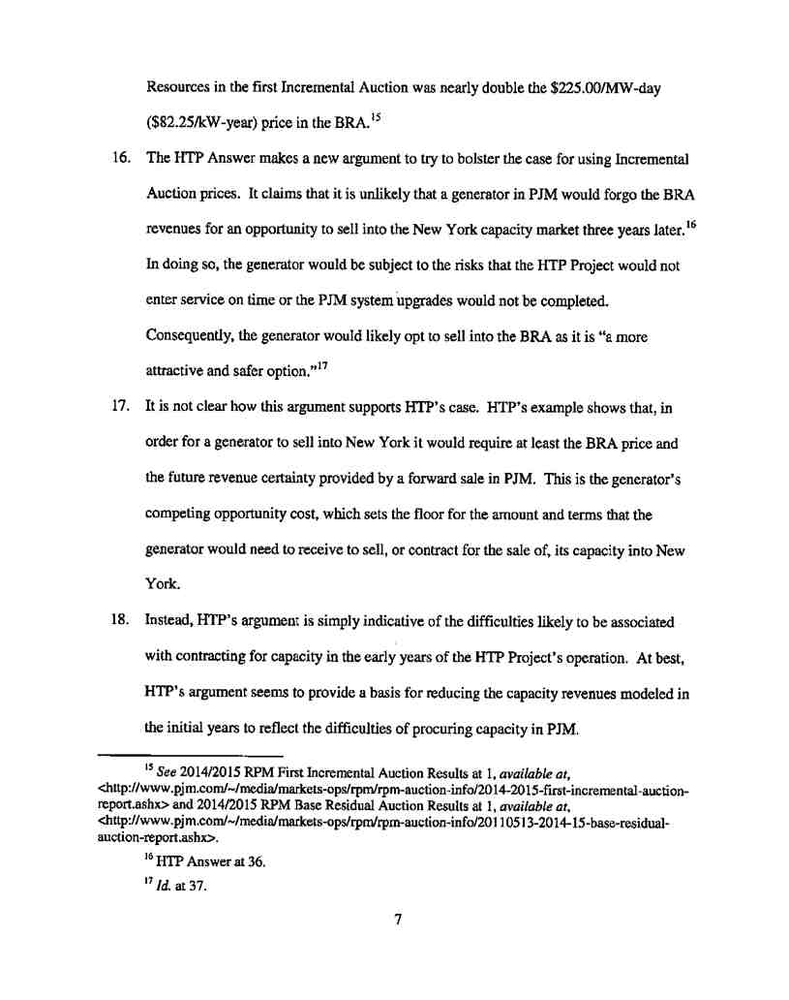 Resources in the first Incremental Auction was nearly double the $225.00/MW-day
($82.25/kW-year) price in the BRA.15
16. The HTP Answer makes a new argument to try to bolster the case for using Incremental
Auction prices. It claims that it is unlikely that a generator in PJM would forgo the BRA
revenues for an opportunity to sell into the New York capacity market three years later.16
In doing so, the generator would be subject to the risks that the HTP Project would not
enter service on time or the PJM system upgrades would not be completed.
Consequently, the generator would likely opt to sell into the BRA as it is “a more
attractive and safer option.”17
17. It is not clear how this argument supports HTP’s case. HTP’s example shows that, in
order for a generator to sell into New York it would require at least the BRA price and
the future revenue certainty provided by a forward sale in PJM. This is the generator’s
competing opportunity cost, which sets the floor for the amount and terms that the
generator would need to receive to sell, or contract for the sale of, its capacity into New
York.
18. Instead, HTP’s argument is simply indicative of the difficulties likely to be associated
with contracting for capacity in the early years of the HTP Project’s operation. At best,
HTP’s argument seems to provide a basis for reducing the capacity revenues modeled in
the initial years to reflect the difficulties of procuring capacity in PJM.
15 See 2014/2015 RPM First Incremental Auction Results at 1, available at,
<http://www.pjm.com/~/media/markets-ops/rpm/rpm-auction-info/2014-2015-first-incremental-auction-
report.ashx> and 2014/2015 RPM Base Residual Auction Results at 1, available at,
<http://www.pjm.com/~/media/markets-ops/rpm/rpm-auction-info/20110513-2014-15-base-residual-
auction-report.ashx>.
16 HTP Answer at 36.
17 Id. at 37.
7